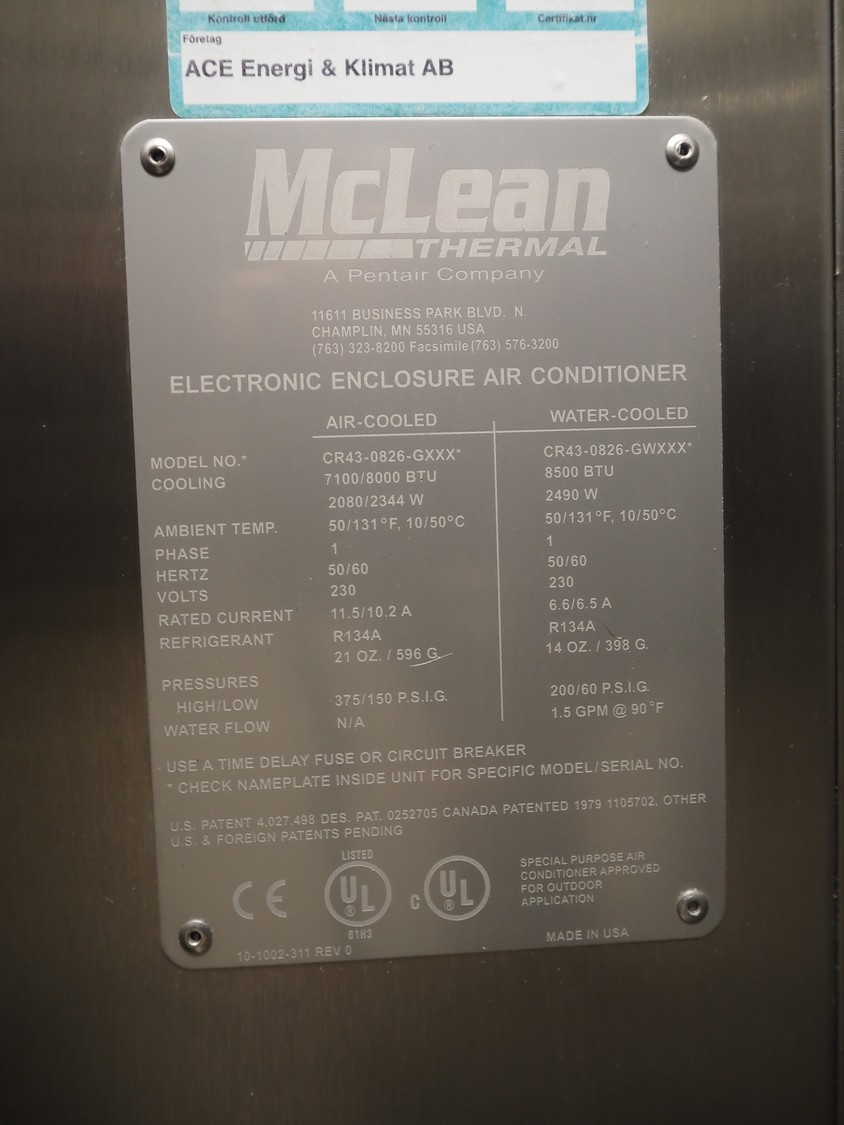 Kontroll utförd Nästa kontroll Certifikat.nr
Företag
ACE Energi & Klimat AB
McLean
THERMAL
A Pentair Company
11611 BUSINESS PARK BLVD. N.
CHAMPLIN, MN 55316 USA
(763) 323-8200 Facsimile (763) 576-3200
ELECTRONIC ENCLOSURE AIR CONDITIONER
AIR-COOLED WATER-COOLED
MODEL NO.* CR43-0826-GXXX* CR43-0826-GWXXX*
COOLING 7100/8000 BTU 8500 BTU
2080/2344 W 2490 W
AMBIENT TEMP. 50/131°F, 10/50°C 50/131°F, 10/50°C
PHASE 1 1
HERTZ 50/60 50/60
VOLTS 230 230
RATED CURRENT 11.5/10.2 A 6.6/6.5 A
REFRIGERANT R134A R134A
21 OZ. / 596 G. 14 OZ. / 398 G.
PRESSURES
HIGH/LOW 375/150 P.S.I.G. 200/60 P.S.I.G.
WATER FLOW N/A 1.5 GPM @ 90°F
USE A TIME DELAY FUSE OR CIRCUIT BREAKER
* CHECK NAMEPLATE INSIDE UNIT FOR SPECIFIC MODEL/SERIAL NO.
U.S. PATENT 4,027,498 DES. PAT. 0252705 CANADA PATENTED 1979 1105702, OTHER
U.S. & FOREIGN PATENTS PENDING
LISTED
CE UL ® C UL ®
61H3
SPECIAL PURPOSE AIR
CONDITIONER APPROVED
FOR OUTDOOR
APPLICATION
10-1002-311 REV 0
MADE IN USA